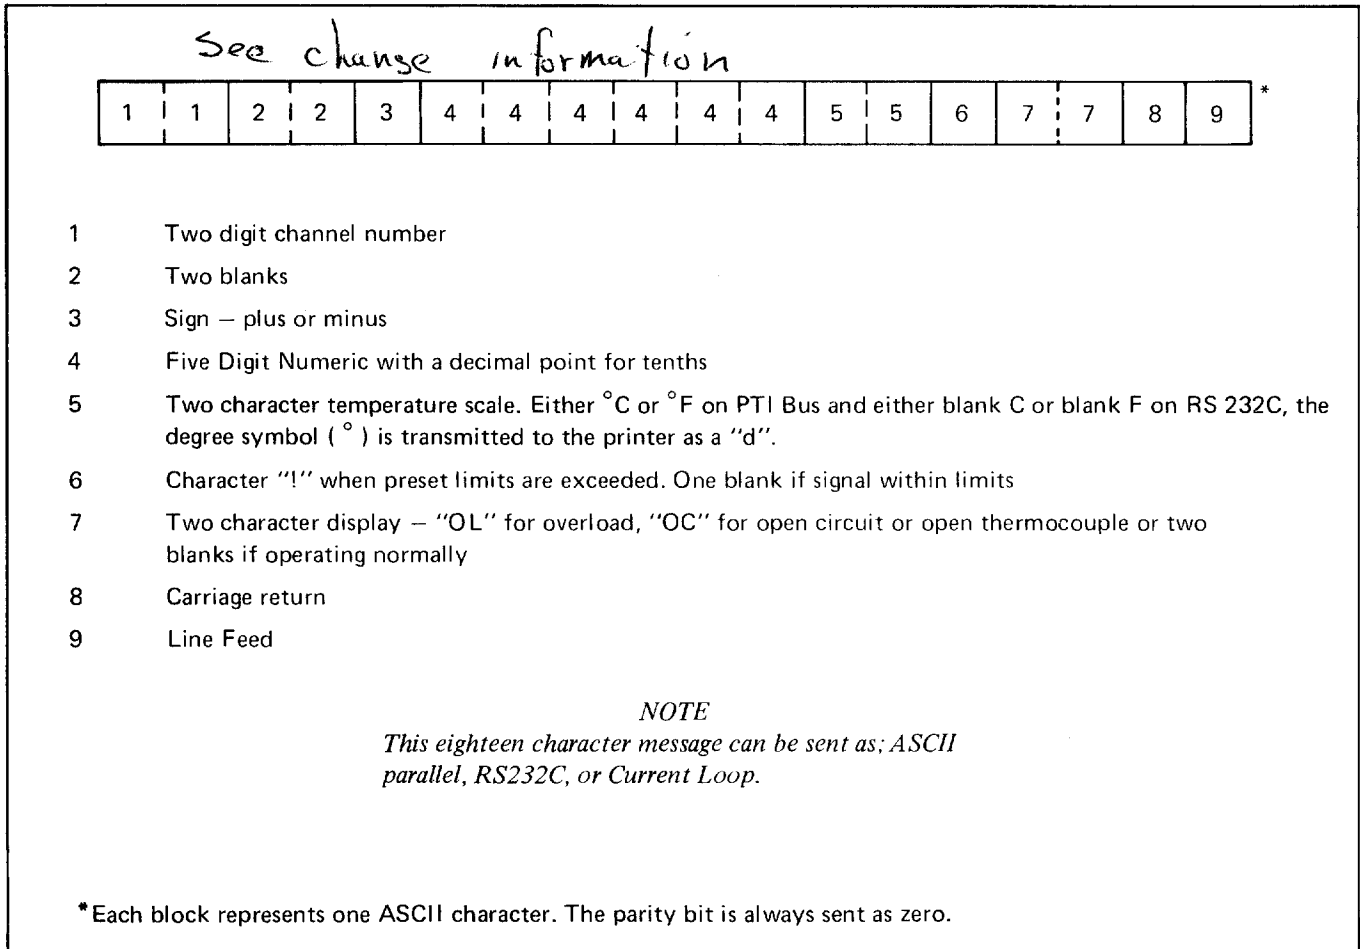 See change information
1 1 2 2 3 4 4 4 4 4 4 5 5 6 7 7 8 9 *
1 Two digit channel number
2 Two blanks
3 Sign — plus or minus
4 Five Digit Numeric with a decimal point for tenths
5 Two character temperature scale. Either °C or °F on PTI Bus and either blank C or blank F on RS 232C, the
degree symbol ( ° ) is transmitted to the printer as a "d".
6 Character "!" when preset limits are exceeded. One blank if signal within limits
7 Two character display — "OL" for overload, "OC" for open circuit or open thermocouple or two
blanks if operating normally
8 Carriage return
9 Line Feed
NOTE
This eighteen character message can be sent as; ASCII
parallel, RS232C, or Current Loop.
*Each block represents one ASCII character. The parity bit is always sent as zero.